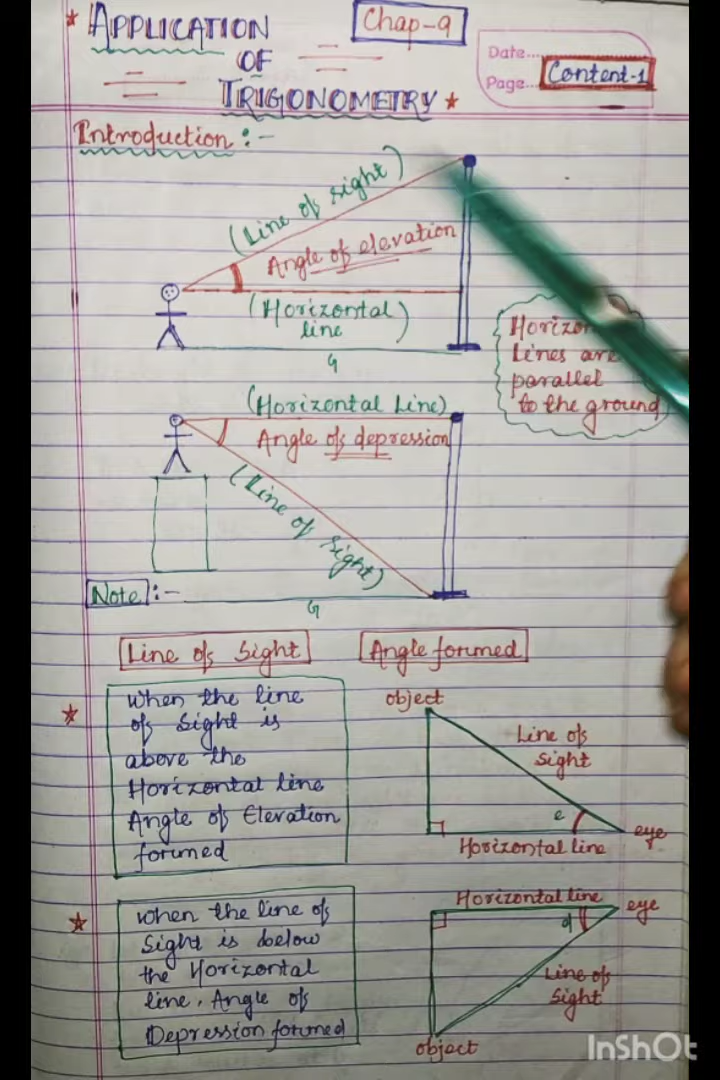 APPLICATION
OF
TRIGONOMETRY
Chap-9
Date....
Page....
Content-1
Introduction :-
(Line of sight)
Angle of elevation
(Horizontal
line)
G
Lines are
parallel
to the ground
(Horizontal Line)
Angle of depression
(Line of sight)
G
Note :-
Line of Sight
Angle formed
When the line
of Sight is
above the
Horizontal line
Angle of Elevation
formed
object
Line of
sight
e
eye
Horizontal line
When the line of
Sight is below
the Horizontal
line, Angle of
Depression formed
Horizontal line
eye
d
Line of
sight
object
InShOt